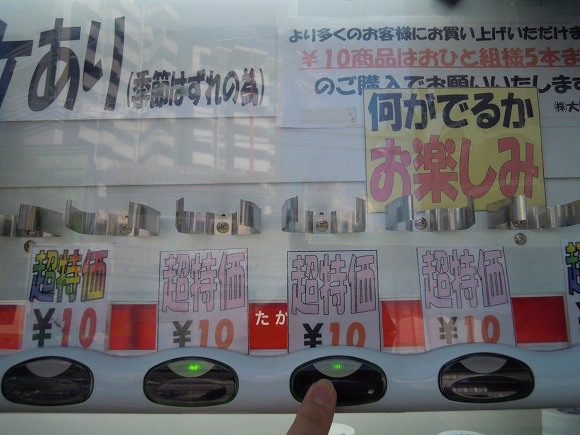 ケあり(季節はずれの為)
より多くのお客様にお買い上げいただけま
￥10商品はおひと組様5本ま
のご購入でお願いいたします
㈱大
何がでるか
お楽しみ
超特価
￥10
超特価
￥10
たか
超特価
￥10
超特価
￥10